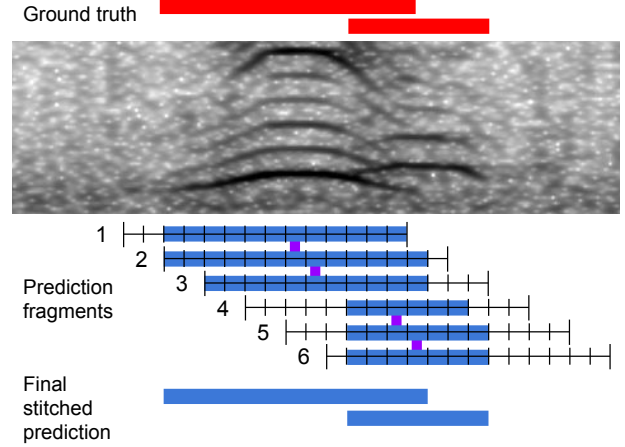 Ground truth
1
2
3
Prediction
fragments
4
5
6
Final
stitched
prediction